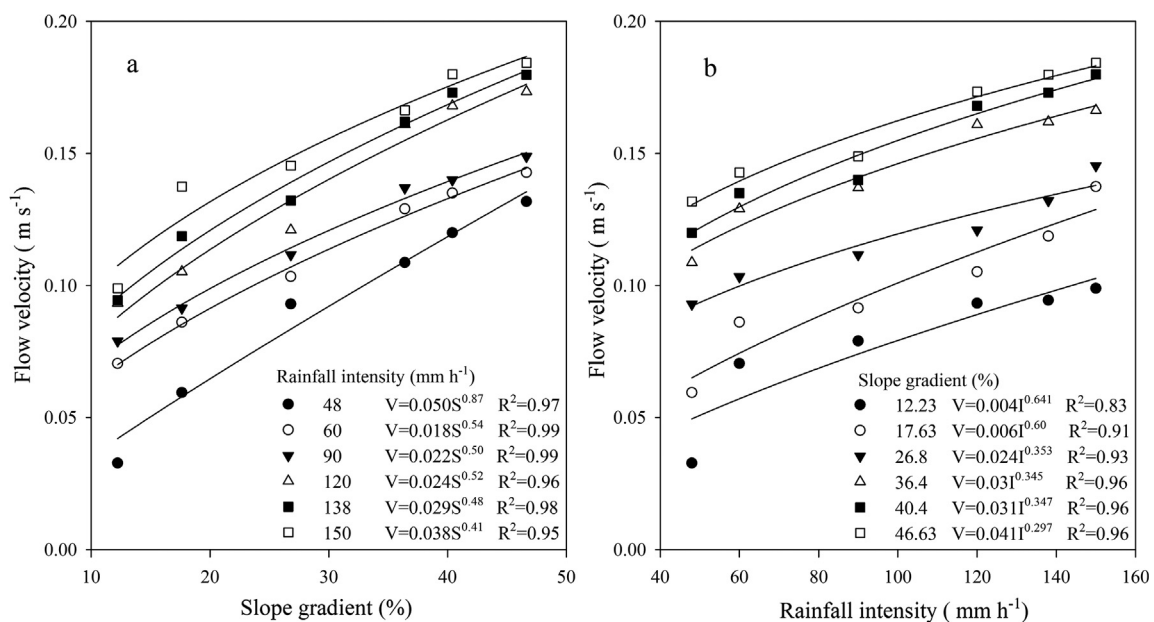 a
0.20
0.15
0.10
0.05
0.00
Flow velocity ( m s-1)
Rainfall intensity (mm h-1)
48 V=0.050S0.87 R2=0.97
60 V=0.018S0.54 R2=0.99
90 V=0.022S0.50 R2=0.99
120 V=0.024S0.52 R2=0.96
138 V=0.029S0.48 R2=0.98
150 V=0.038S0.41 R2=0.95
10 20 30 40 50
Slope gradient (%)
b
0.20
0.15
0.10
0.05
0.00
Flow velocity ( m s-1)
Slope gradient (%)
12.23 V=0.004I0.641 R2=0.83
17.63 V=0.006I0.60 R2=0.91
26.8 V=0.024I0.353 R2=0.93
36.4 V=0.03I0.345 R2=0.96
40.4 V=0.031I0.347 R2=0.96
46.63 V=0.041I0.297 R2=0.96
40 60 80 100 120 140 160
Rainfall intensity ( mm h-1)